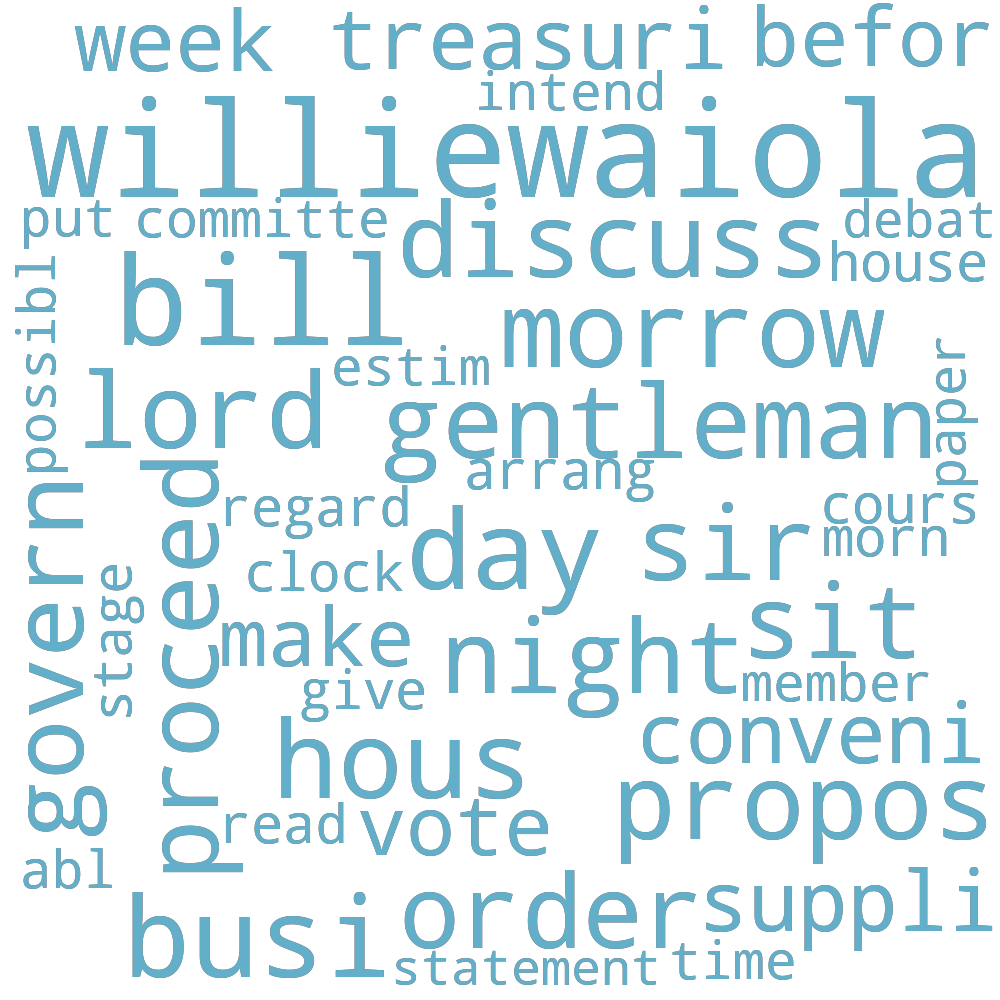 week treasuri befor
intend
williewaiola
put committe discuss debat
house
bill
possibl
morrow
estim
paper
lord
gentleman
arrang
govern
proceed
regard
day
sir
cours
morn
clock
stage
make
night
sit
member
give
hous
conveni
propos
read
vote
abl
busi
order
suppli
statement
time